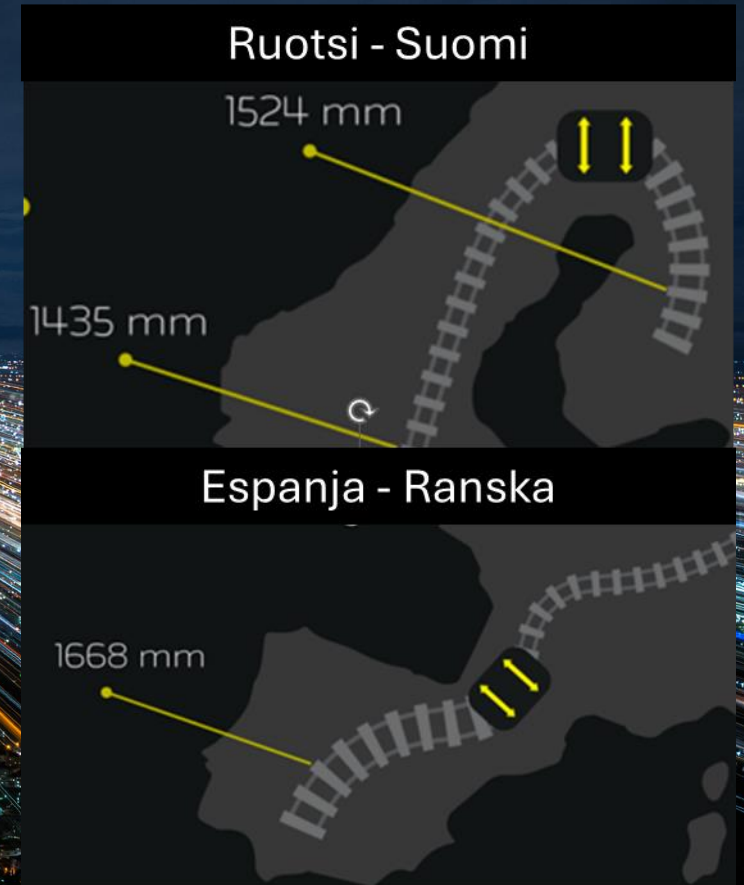 Ruotsi - Suomi
1524 mm
1435 mm
Espanja - Ranska
1668 mm